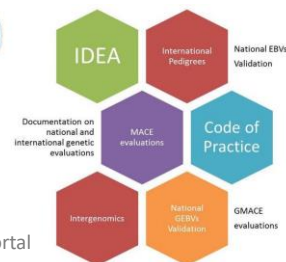 IDEA
International
Pedigrees
National EBVs
Validation
Documentation on
national and
international genetic
evaluations
MACE
evaluations
Code of
Practice
Intergenomics
National
GEBVs
Validation
GMACE
evaluations
ortal